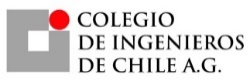 COLEGIO
DE INGENIEROS
DE CHILE A.G.